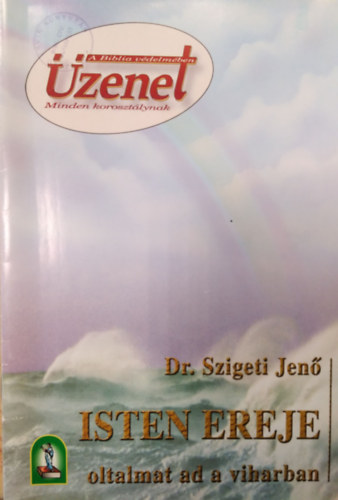 A Biblia védelmében
Üzenet
Minden korosztálynak
Dr. Szigeti Jenő
ISTEN EREJE
oltalmat ad a viharban